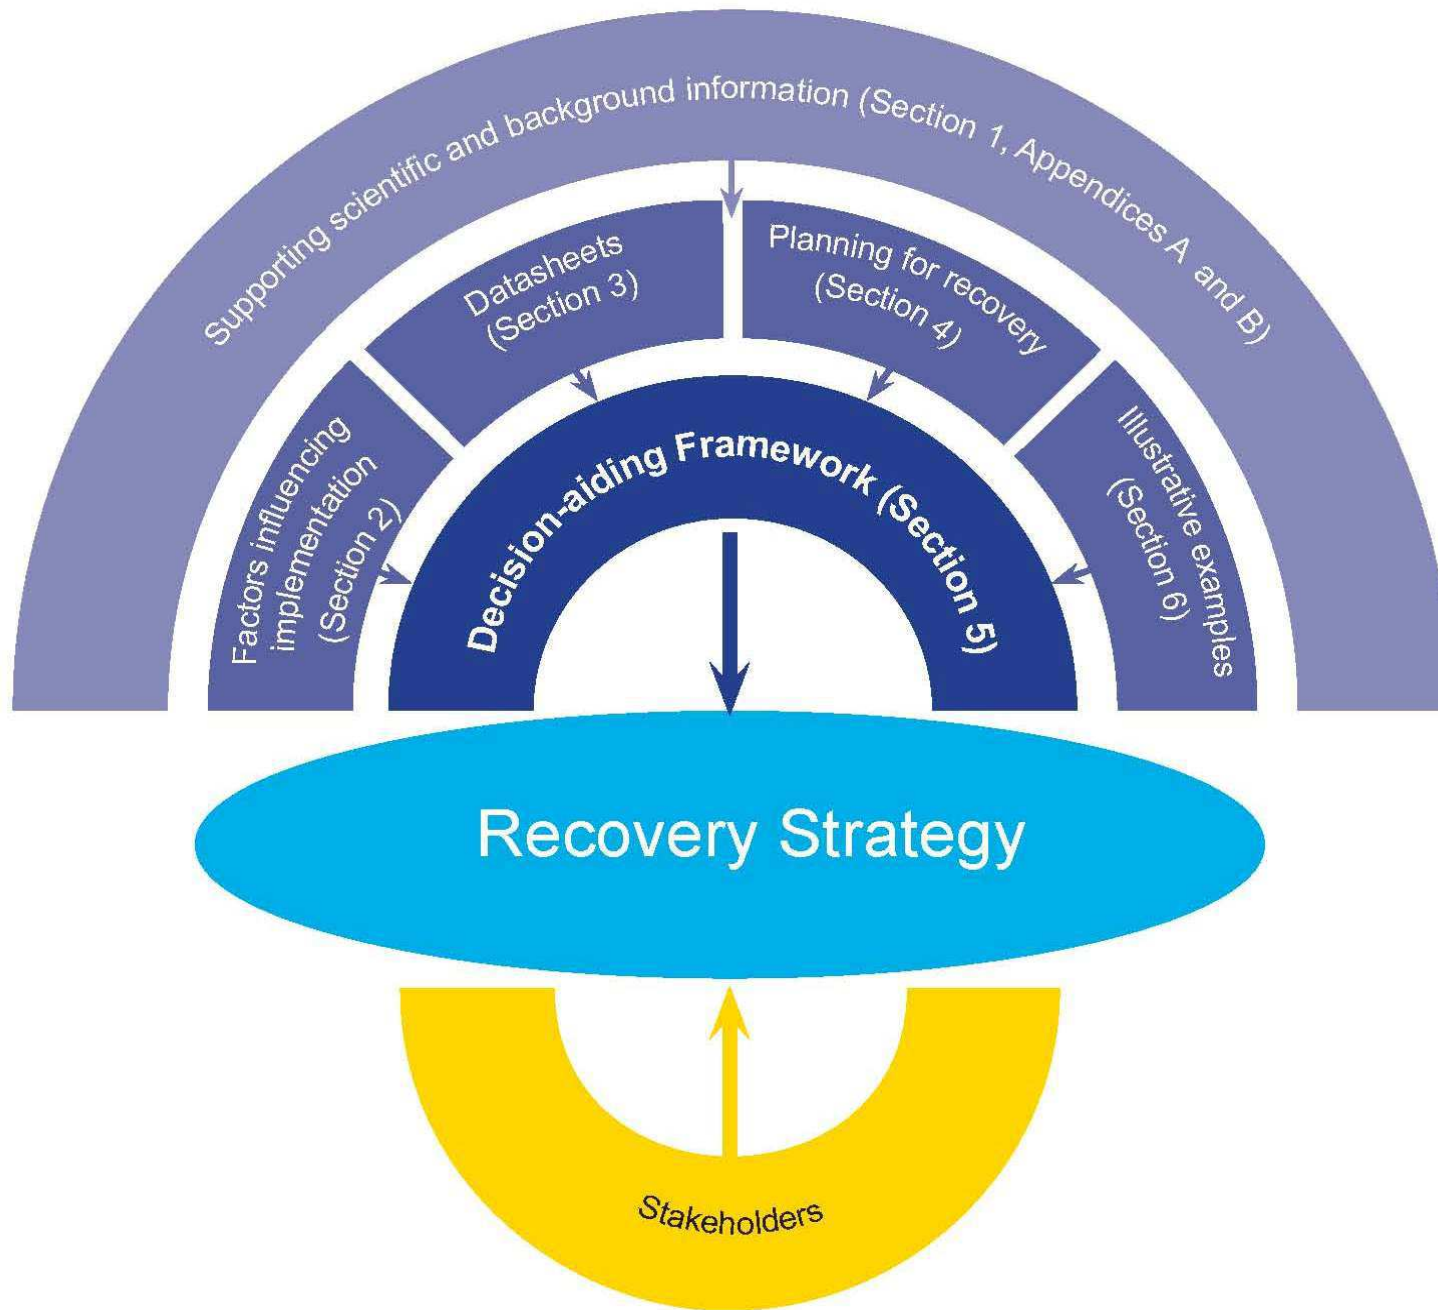 Supporting scientific and background information (Section 1, Appendices A and B)
Datasheets
(Section 3)
Planning for recovery
(Section 4)
Factors influencing
implementation
(Section 2)
Illustrative examples
(Section 6)
Decision-aiding Framework (Section 5)
Recovery Strategy
Stakeholders